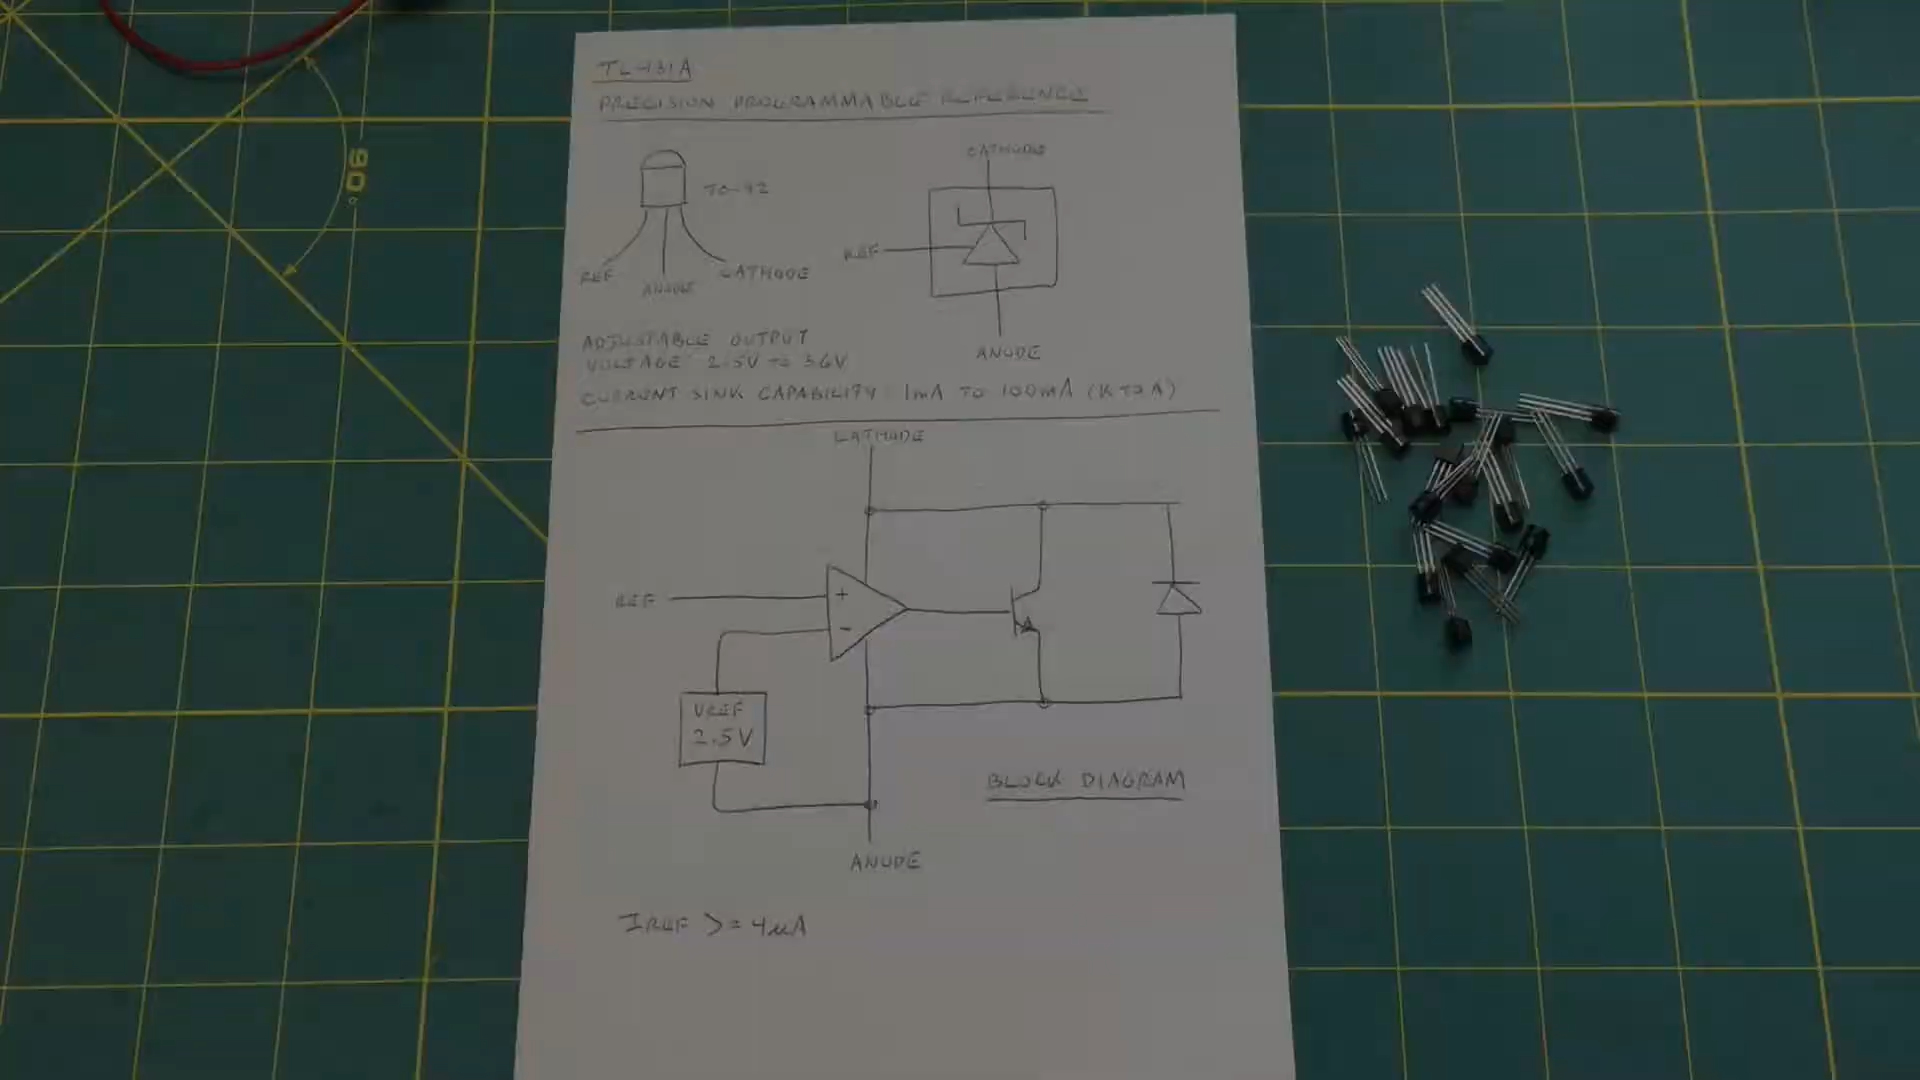 TL431A
PRECISION PROGRAMMABLE REFERENCE
TO-92
REF
ANODE
CATHODE
CATHODE
REF
ANODE
ADJUSTABLE OUTPUT
VOLTAGE: 2.5V TO 36V
CURRENT SINK CAPABILITY: 1mA TO 100mA (K TO A)
CATHODE
REF
+
-
VREF
2.5V
BLOCK DIAGRAM
ANODE
IREF >= 4uA
90°